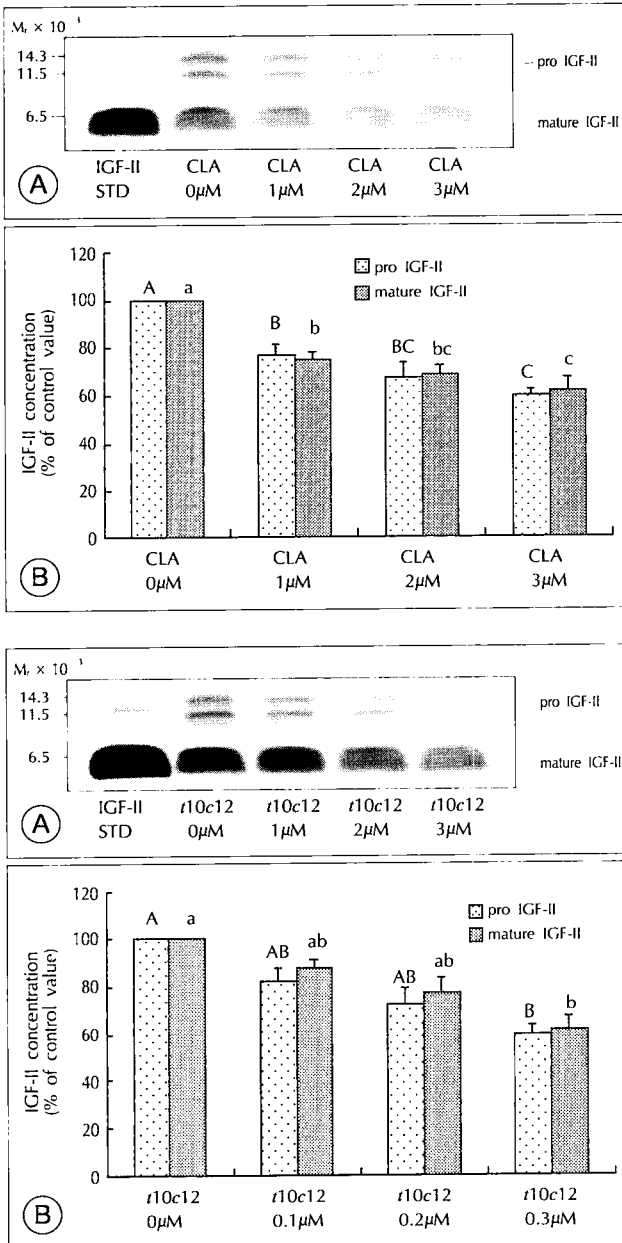 Mᵣ × 10
14.3
11.5
6.5
pro IGF-II
mature IGF-II
IGF-II CLA CLA CLA CLA
STD 0μM 1μM 2μM 3μM
A
120
100
80
60
40
20
0
IGF-II concentration
(% of control value)
pro IGF-II
mature IGF-II
A a
B b
BC bc
C c
CLA CLA CLA CLA
0μM 1μM 2μM 3μM
B
Mᵣ × 10
14.3
11.5
6.5
pro IGF-II
mature IGF-II
IGF-II t10c12 t10c12 t10c12 t10c12
STD 0μM 1μM 2μM 3μM
A
120
100
80
60
40
20
0
IGF-II concentration
(% of control value)
pro IGF-II
mature IGF-II
A a
AB ab
AB ab
B b
t10c12 t10c12 t10c12 t10c12
0μM 0.1μM 0.2μM 0.3μM
B